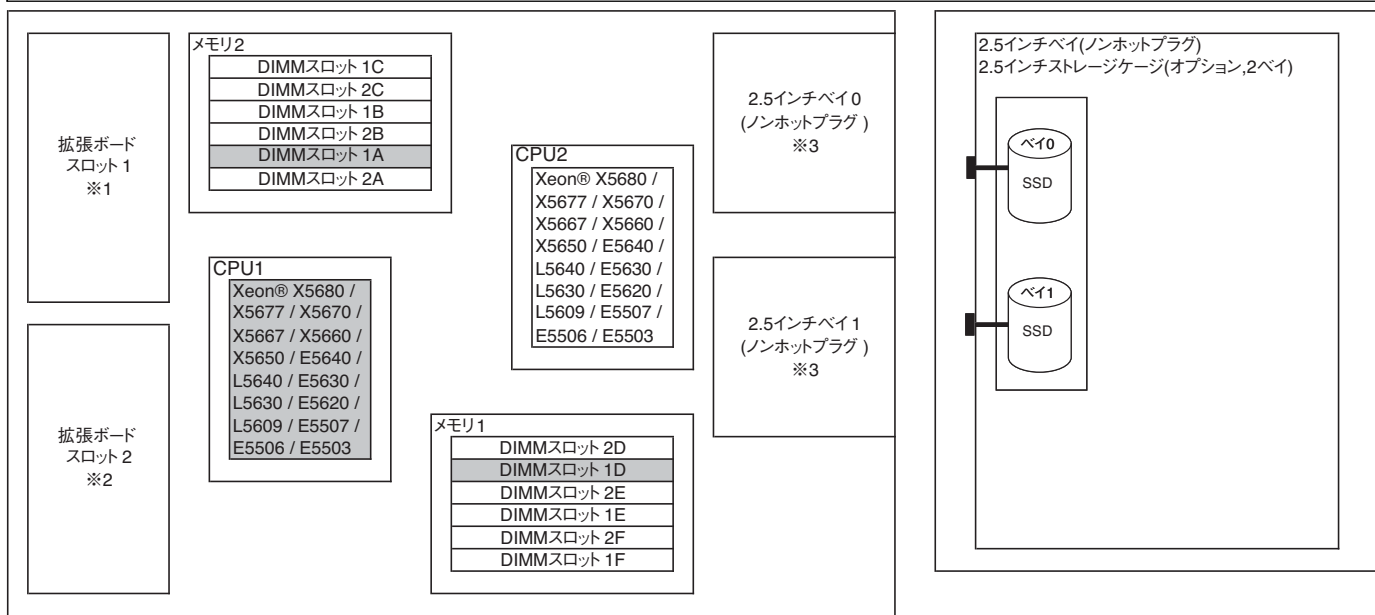 拡張ボード
スロット 1
※1
メモリ2
DIMMスロット 1C
DIMMスロット 2C
DIMMスロット 1B
DIMMスロット 2B
DIMMスロット 1A
DIMMスロット 2A
CPU2
Xeon® X5680 /
X5677 / X5670 /
X5667 / X5660 /
X5650 / E5640 /
L5640 / E5630 /
L5630 / E5620 /
L5609 / E5507 /
E5506 / E5503
2.5インチベイ0
(ノンホットプラグ )
※3
拡張ボード
スロット 2
※2
CPU1
Xeon® X5680 /
X5677 / X5670 /
X5667 / X5660 /
X5650 / E5640 /
L5640 / E5630 /
L5630 / E5620 /
L5609 / E5507 /
E5506 / E5503
メモリ1
DIMMスロット 2D
DIMMスロット 1D
DIMMスロット 2E
DIMMスロット 1E
DIMMスロット 2F
DIMMスロット 1F
2.5インチベイ1
(ノンホットプラグ )
※3
2.5インチベイ(ノンホットプラグ)
2.5インチストレージケージ(オプション,2ベイ)
ベイ0
SSD
ベイ1
SSD